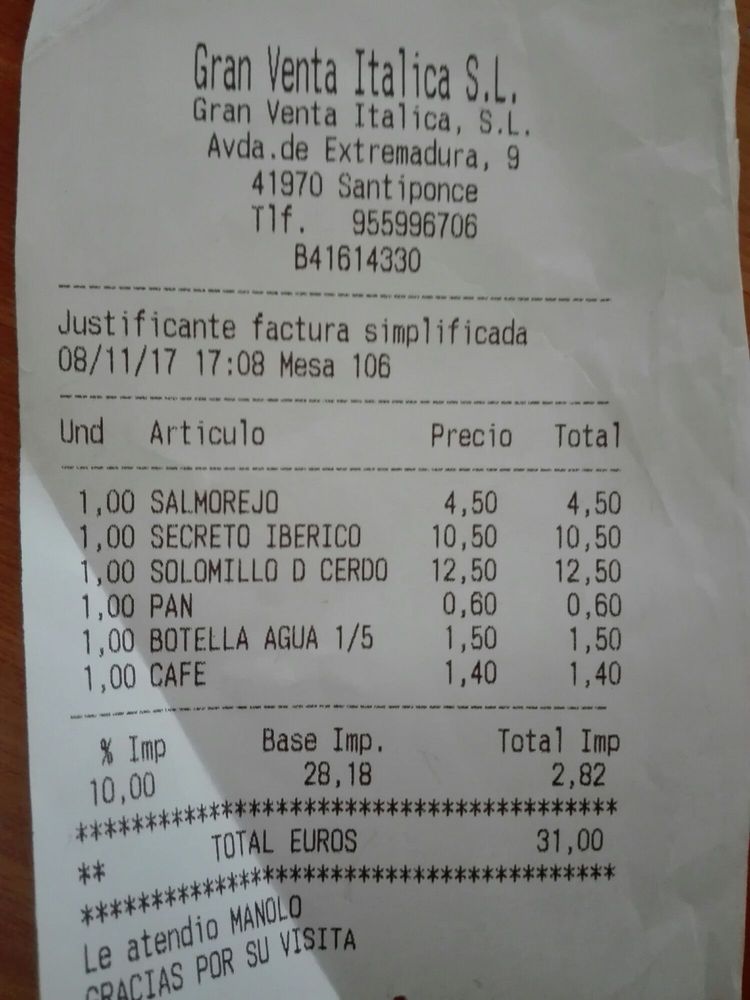 Gran Venta Italica S.L.
Gran Venta Italica, S.L.
Avda.de Extremadura, 9
41970 Santiponce
Tlf. 955996706
B41614330
Justificante factura simplificada
08/11/17 17:08 Mesa 106
Und Articulo Precio Total
1,00 SALMOREJO 4,50 4,50
1,00 SECRETO IBERICO 10,50 10,50
1,00 SOLOMILLO D CERDO 12,50 12,50
1,00 PAN 0,60 0,60
1,00 BOTELLA AGUA 1/5 1,50 1,50
1,00 CAFE 1,40 1,40
% Imp Base Imp. Total Imp
10,00 28,18 2,82
****************************************
TOTAL EUROS 31,00
**
****************************************
Le atendio MANOLO
GRACIAS POR SU VISITA